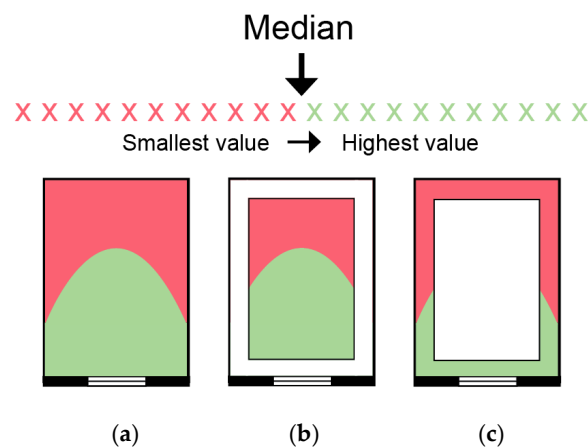 Median
X X X X X X X X X X X X X X X X X X X X X X X X
Smallest value → Highest value
(a) (b) (c)